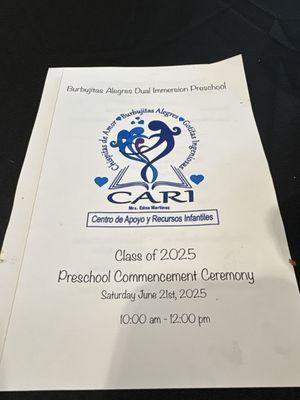 Burbujitas Alegres Dual Immersion Preschool
Chispitas de Amor Burbujitas Alegres Gotitas Ingeniosas
CARI
Mrs. Edna Martinez
Centro de Apoyo y Recursos Infantiles
Class of 2025
Preschool Commencement Ceremony
Saturday June 21st, 2025
10:00 am - 12:00 pm